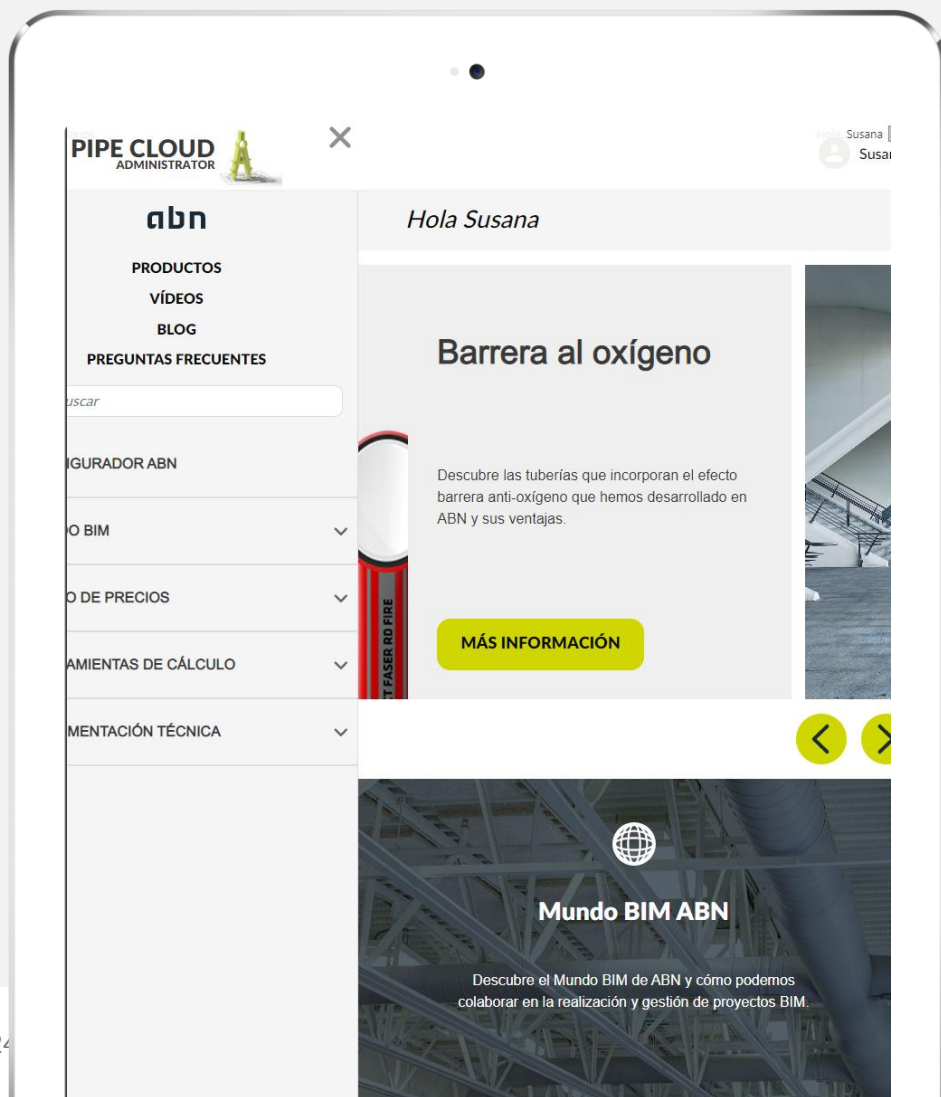 PIPE CLOUD
ADMINISTRATOR
Susana
abn
Hola Susana
PRODUCTOS
VÍDEOS
BLOG
PREGUNTAS FRECUENTES
uscar
IGURADOR ABN
O BIM
O DE PRECIOS
AMIENTAS DE CÁLCULO
MENTACIÓN TÉCNICA
Barrera al oxígeno
Descubre las tuberías que incorporan el efecto
barrera anti-oxígeno que hemos desarrollado en
ABN y sus ventajas.
MÁS INFORMACIÓN
CT FASER RD FIRE
Mundo BIM ABN
Descubre el Mundo BIM de ABN y cómo podemos
colaborar en la realización y gestión de proyectos BIM.